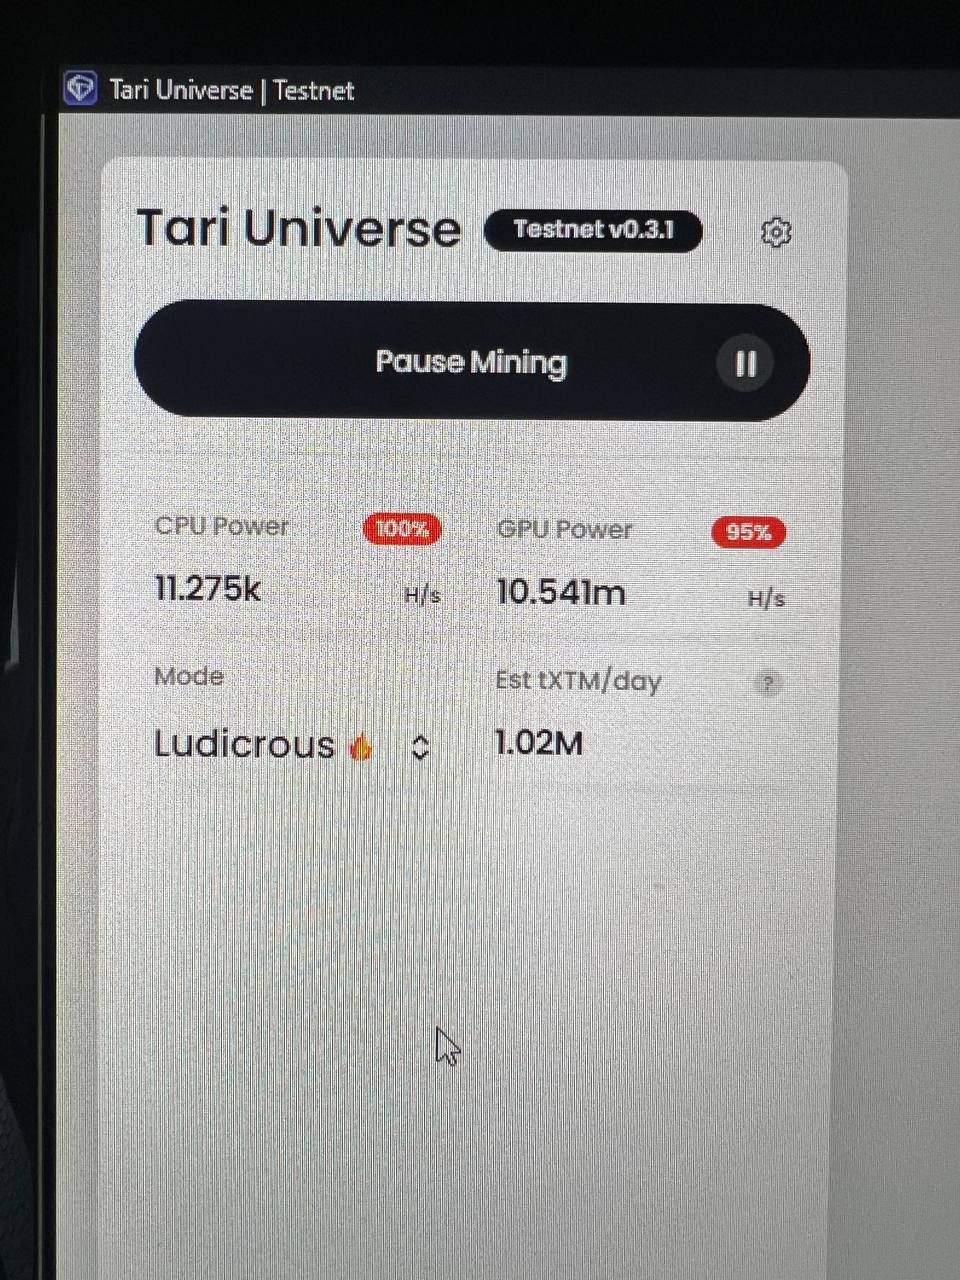 Tari Universe | Testnet
Tari Universe Testnet v0.3.1
Pause Mining
CPU Power 100% GPU Power 95%
11.275k H/s 10.541m H/s
Mode Est tXTM/day ?
Ludicrous 🔥 1.02M